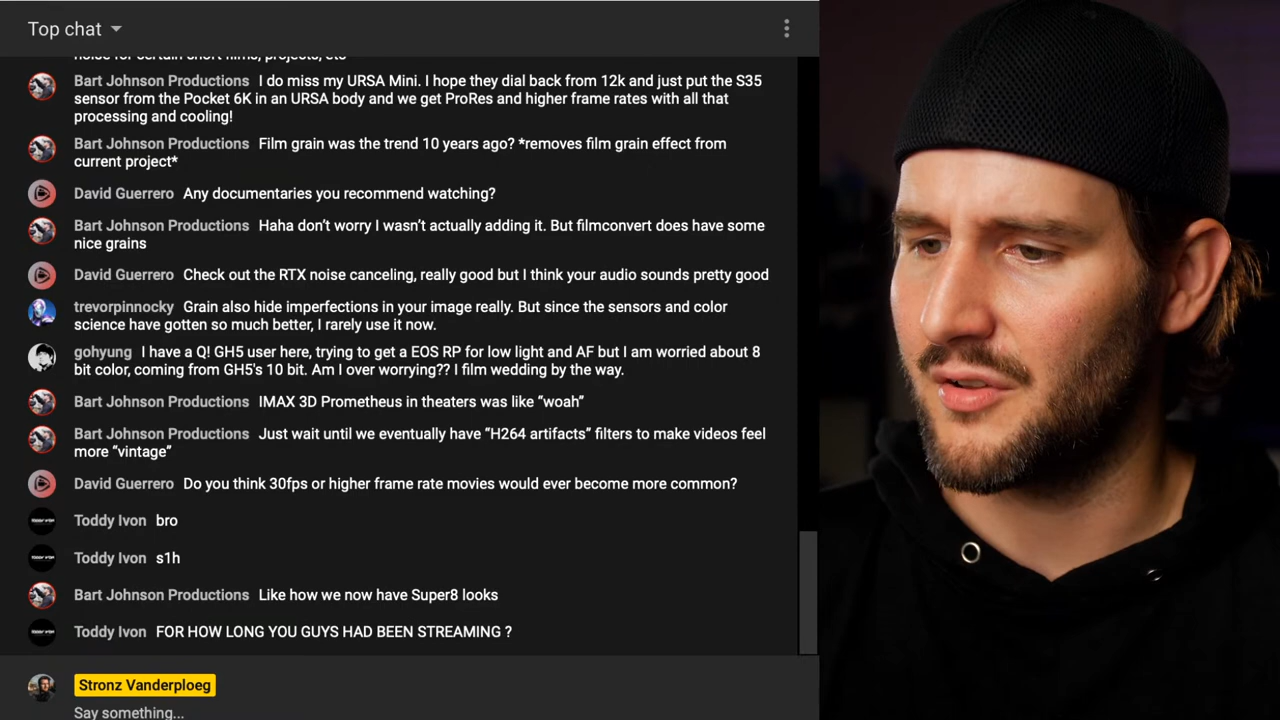 Top chat
noise for certain short films, projects, etc
Bart Johnson Productions I do miss my URSA Mini. I hope they dial back from 12k and just put the S35
sensor from the Pocket 6K in an URSA body and we get ProRes and higher frame rates with all that
processing and cooling!
Bart Johnson Productions Film grain was the trend 10 years ago? *removes film grain effect from
current project*
David Guerrero Any documentaries you recommend watching?
Bart Johnson Productions Haha don't worry I wasn't actually adding it. But filmconvert does have some
nice grains
David Guerrero Check out the RTX noise canceling, really good but I think your audio sounds pretty good
trevorpinnocky Grain also hide imperfections in your image really. But since the sensors and color
science have gotten so much better, I rarely use it now.
gohyung I have a Q! GH5 user here, trying to get a EOS RP for low light and AF but I am worried about 8
bit color, coming from GH5's 10 bit. Am I over worrying?? I film wedding by the way.
Bart Johnson Productions IMAX 3D Prometheus in theaters was like “woah”
Bart Johnson Productions Just wait until we eventually have “H264 artifacts” filters to make videos feel
more “vintage”
David Guerrero Do you think 30fps or higher frame rate movies would ever become more common?
Toddy Ivon bro
Toddy Ivon s1h
Bart Johnson Productions Like how we now have Super8 looks
Toddy Ivon FOR HOW LONG YOU GUYS HAD BEEN STREAMING ?
Stronz Vanderploeg
Say something...